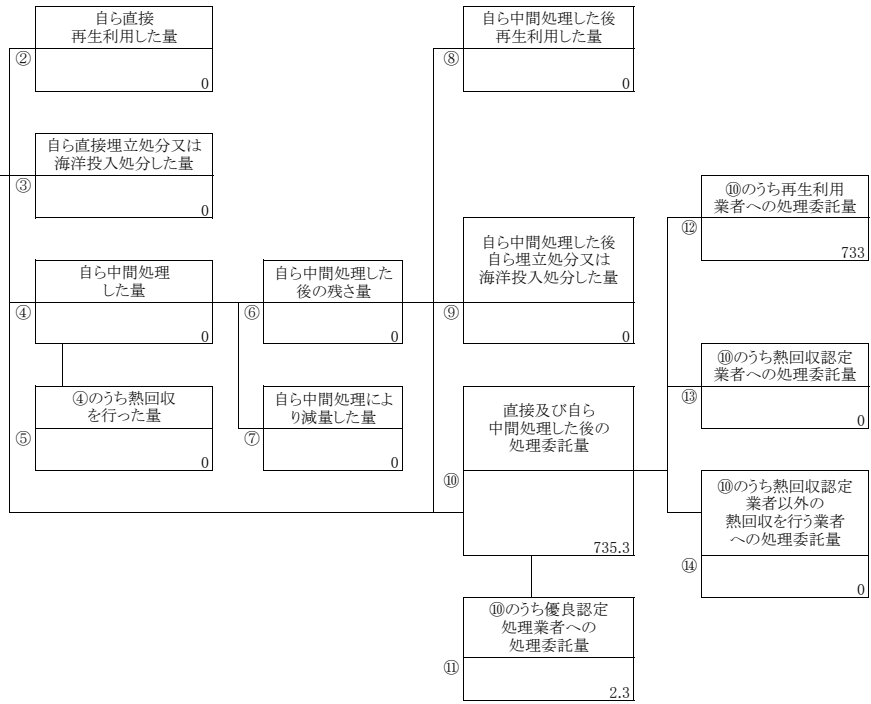 自ら直接
再生利用した量
②
0
自ら中間処理した後
再生利用した量
⑧
0
自ら直接埋立処分又は
海洋投入処分した量
③
0
⑩のうち再生利用
業者への処理委託量
⑫
733
自ら中間処理した後
自ら埋立処分又は
海洋投入処分した量
⑨
0
自ら中間処理
した量
④
0
自ら中間処理した
後の残さ量
⑥
0
⑩のうち熱回収認定
業者への処理委託量
⑬
0
④のうち熱回収
を行った量
⑤
0
自ら中間処理によ
り減量した量
⑦
0
直接及び自ら
中間処理した後の
処理委託量
⑩
735.3
⑩のうち熱回収認定
業者以外の
熱回収を行う業者
への処理委託量
⑭
0
⑩のうち優良認定
処理業者への
処理委託量
⑪
2.3